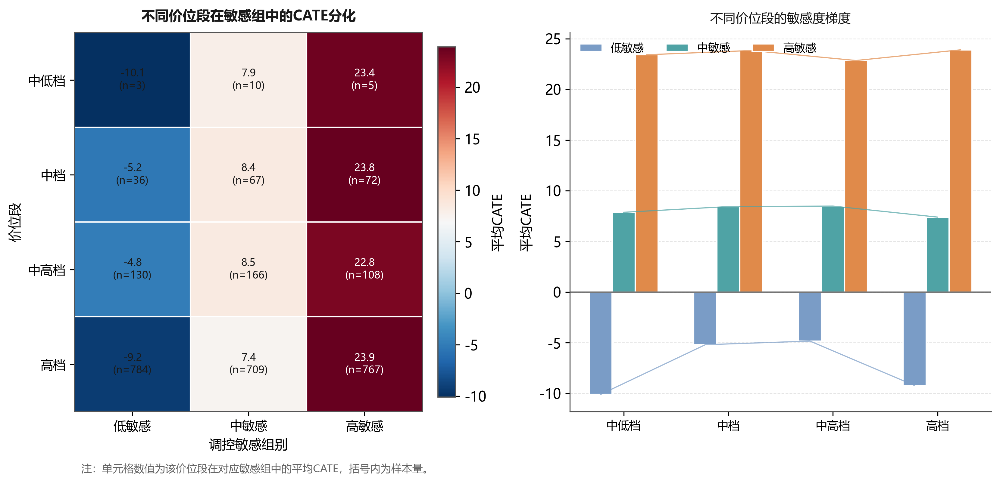 不同价位段在敏感组中的CATE分化
价位段
中低档
中档
中高档
高档
-10.1
(n=3)
7.9
(n=10)
23.4
(n=5)
-5.2
(n=36)
8.4
(n=67)
23.8
(n=72)
-4.8
(n=130)
8.5
(n=166)
22.8
(n=108)
-9.2
(n=784)
7.4
(n=709)
23.9
(n=767)
低敏感
中敏感
高敏感
调控敏感组别
20
15
10
5
0
-5
-10
平均CATE
不同价位段的敏感度梯度
低敏感
中敏感
高敏感
平均CATE
25
20
15
10
5
0
-5
-10
中低档
中档
中高档
高档
注：单元格数值为该价位段在对应敏感组中的平均CATE，括号内为样本量。